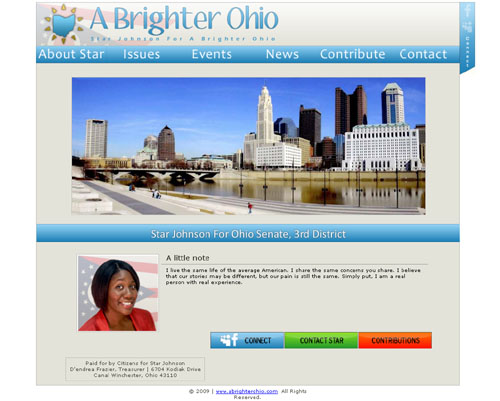 A Brighter Ohio
Star Johnson For A Brighter Ohio
About Star Issues Events News Contribute Contact
Star Johnson For Ohio Senate, 3rd District
A little note
I live the same life of the average American. I share the same concerns you share. I believe
that our stories may be different, but our pain is still the same. Simply put, I am a real
person with real experience.
CONNECT CONTACT STAR CONTRIBUTIONS
Paid for by Citizens for Star Johnson
D'endrea Frazier, Treasurer | 6704 Kodiak Drive
Canal Winchester, Ohio 43110
© 2009 | www.abrighterohio.com All Rights
Reserved.